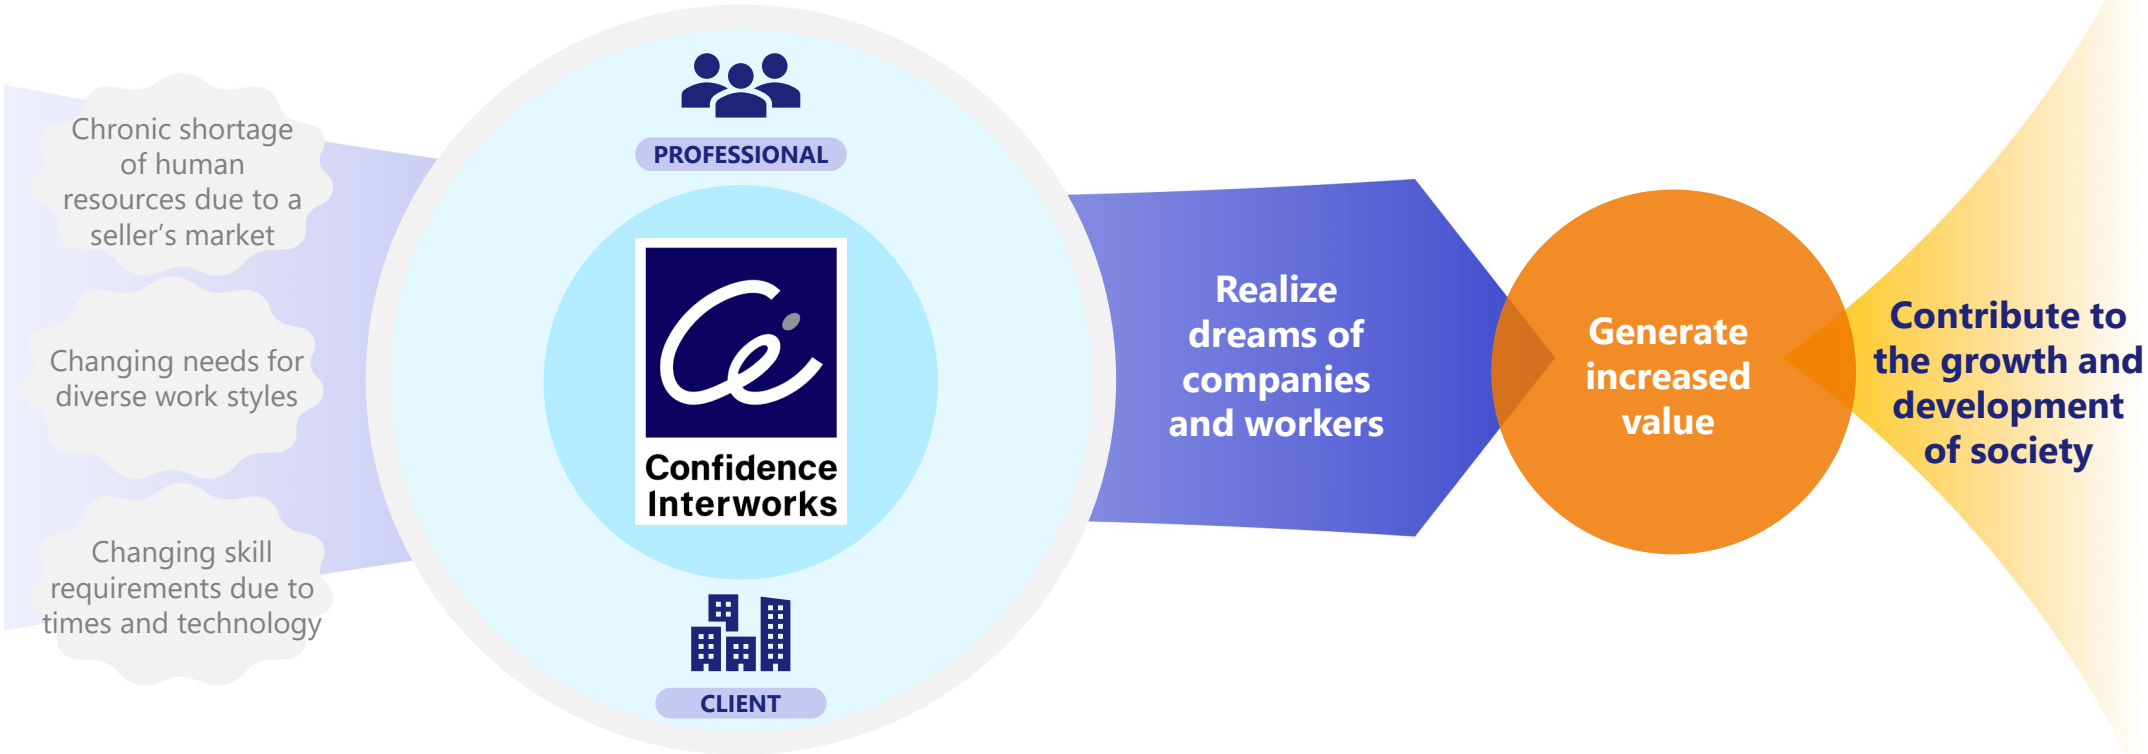 Chronic shortage
of human
resources due to a
seller's market
Changing needs for
diverse work styles
Changing skill
requirements due to
times and technology
PROFESSIONAL
Confidence
Interworks
CLIENT
Realize
dreams of
companies
and workers
Generate
increased
value
Contribute to
the growth and
development
of society